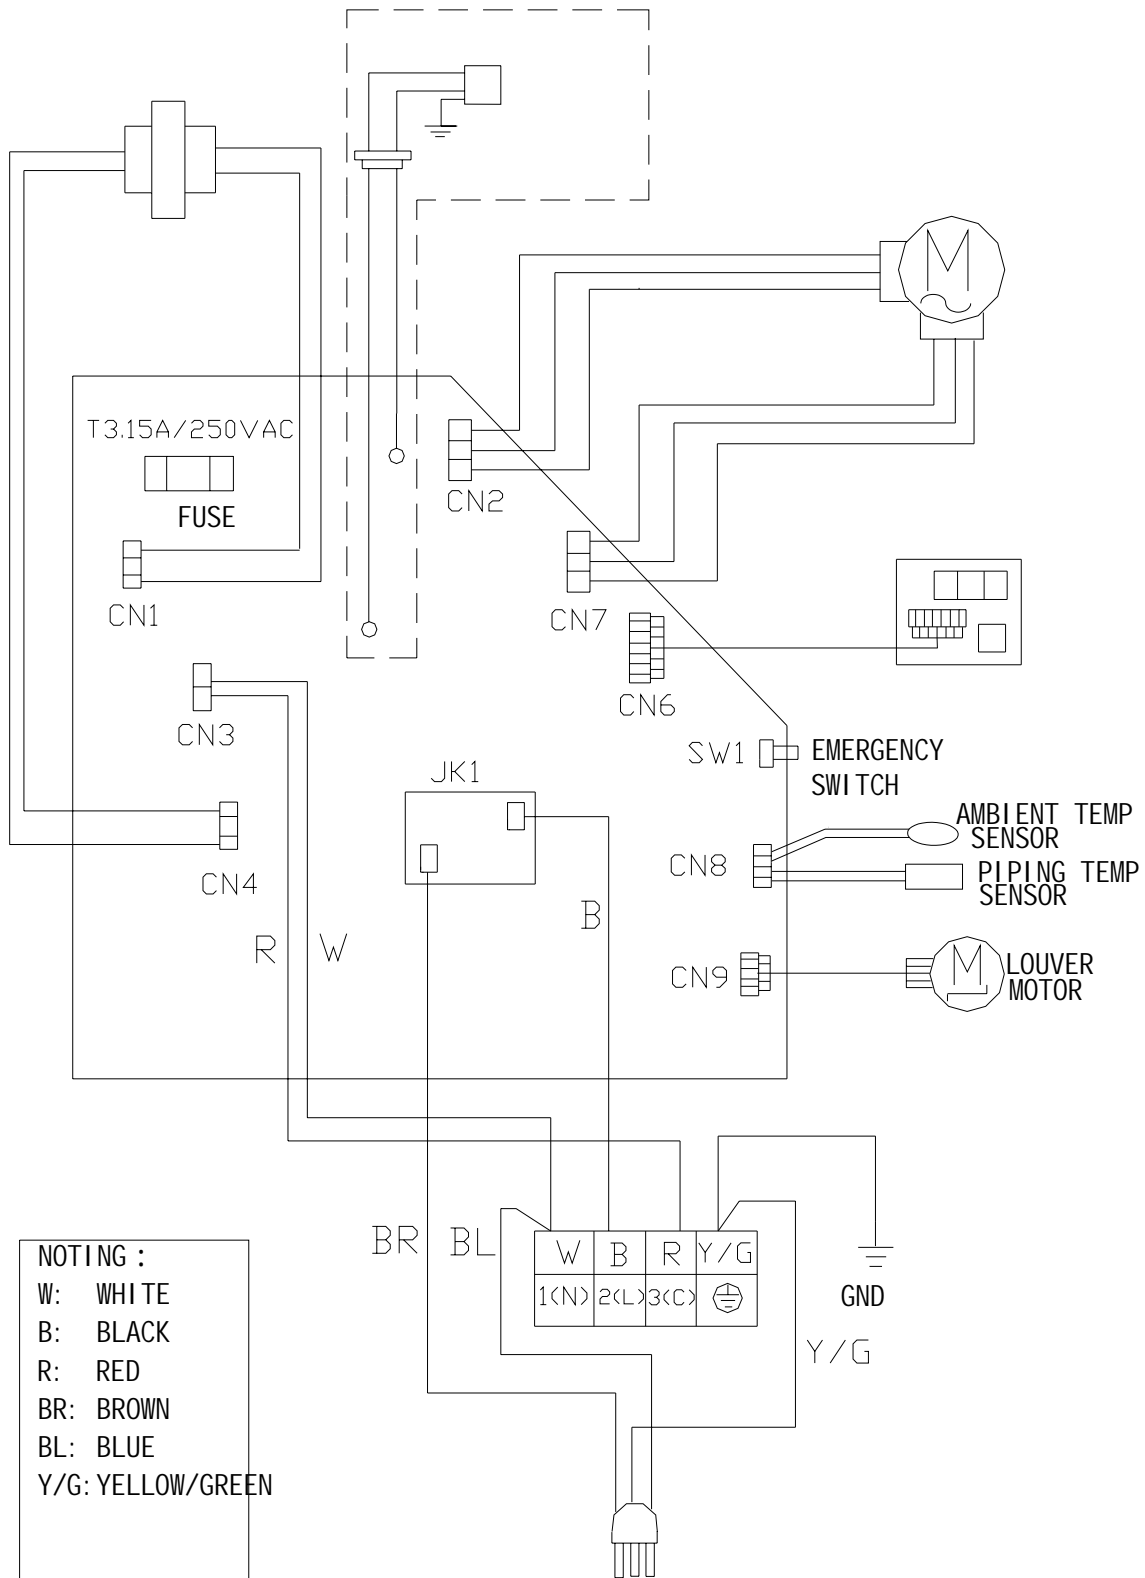 M
T3.15A/250VAC
FUSE
CN2
CN1
CN7
CN6
CN3
SW1
EMERGENCY
SWITCH
JK1
AMBIENT TEMP
SENSOR
CN8
PIPING TEMP
SENSOR
CN4
B
R
W
CN9
M
LOUVER
MOTOR
BR
BL
W
B
R
Y/G
1(N)
2(L)
3(C)
GND
Y/G
NOTING :
W: WHITE
B: BLACK
R: RED
BR: BROWN
BL: BLUE
Y/G: YELLOW/GREEN